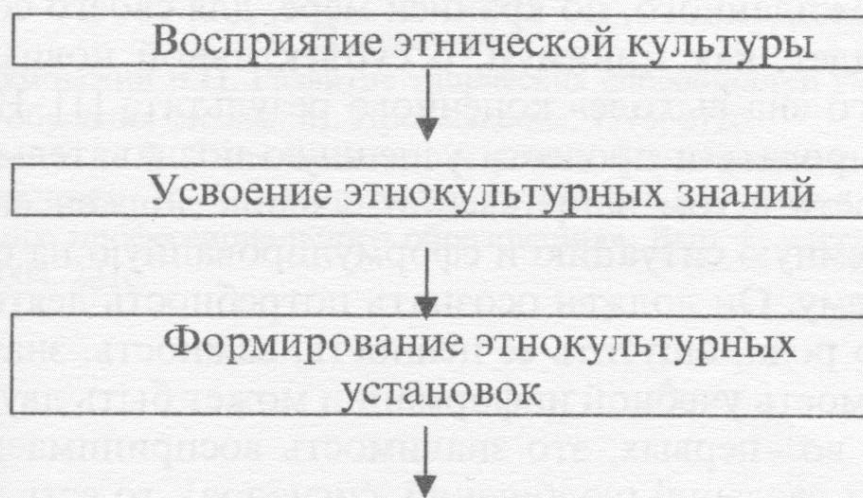 Восприятие этнической культуры
Усвоение этнокультурных знаний
Формирование этнокультурных
установок